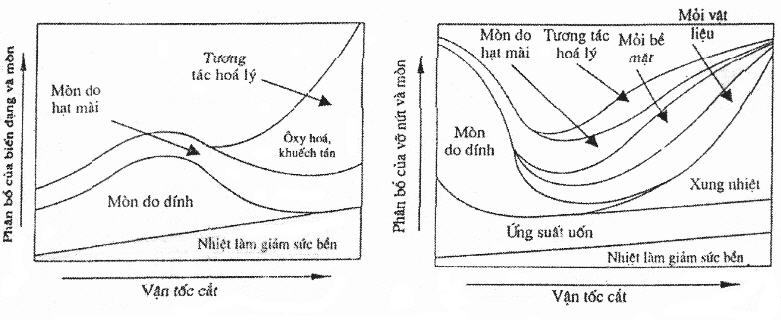 Phân bố của biến dạng và mòn
Tương
tác hoá lý
Mòn do
hạt mài
Ôxy hoá,
khuếch tán
Mòn do dính
Nhiệt làm giảm sức bền
Vận tốc cắt
Phân bố của vỡ nứt và mòn
Mòn do
hạt mài
Tương tác
hoá lý
Mỏi bề
mặt
Mỏi vât
liệu
Mòn
do dính
Xung nhiệt
Ứng suất uốn
Nhiệt làm giảm sức bền
Vận tốc cắt